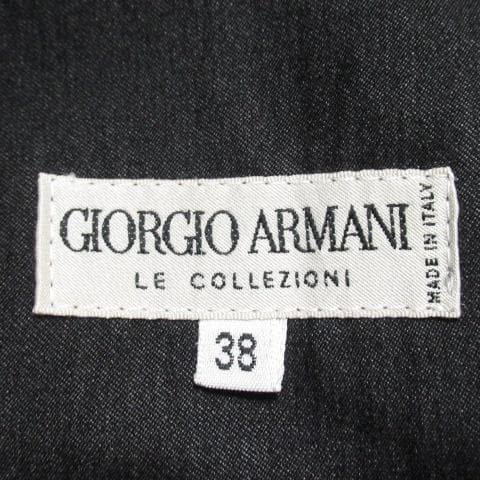 GIORGIO ARMANI
LE COLLEZIONI
MADE IN ITALY
38